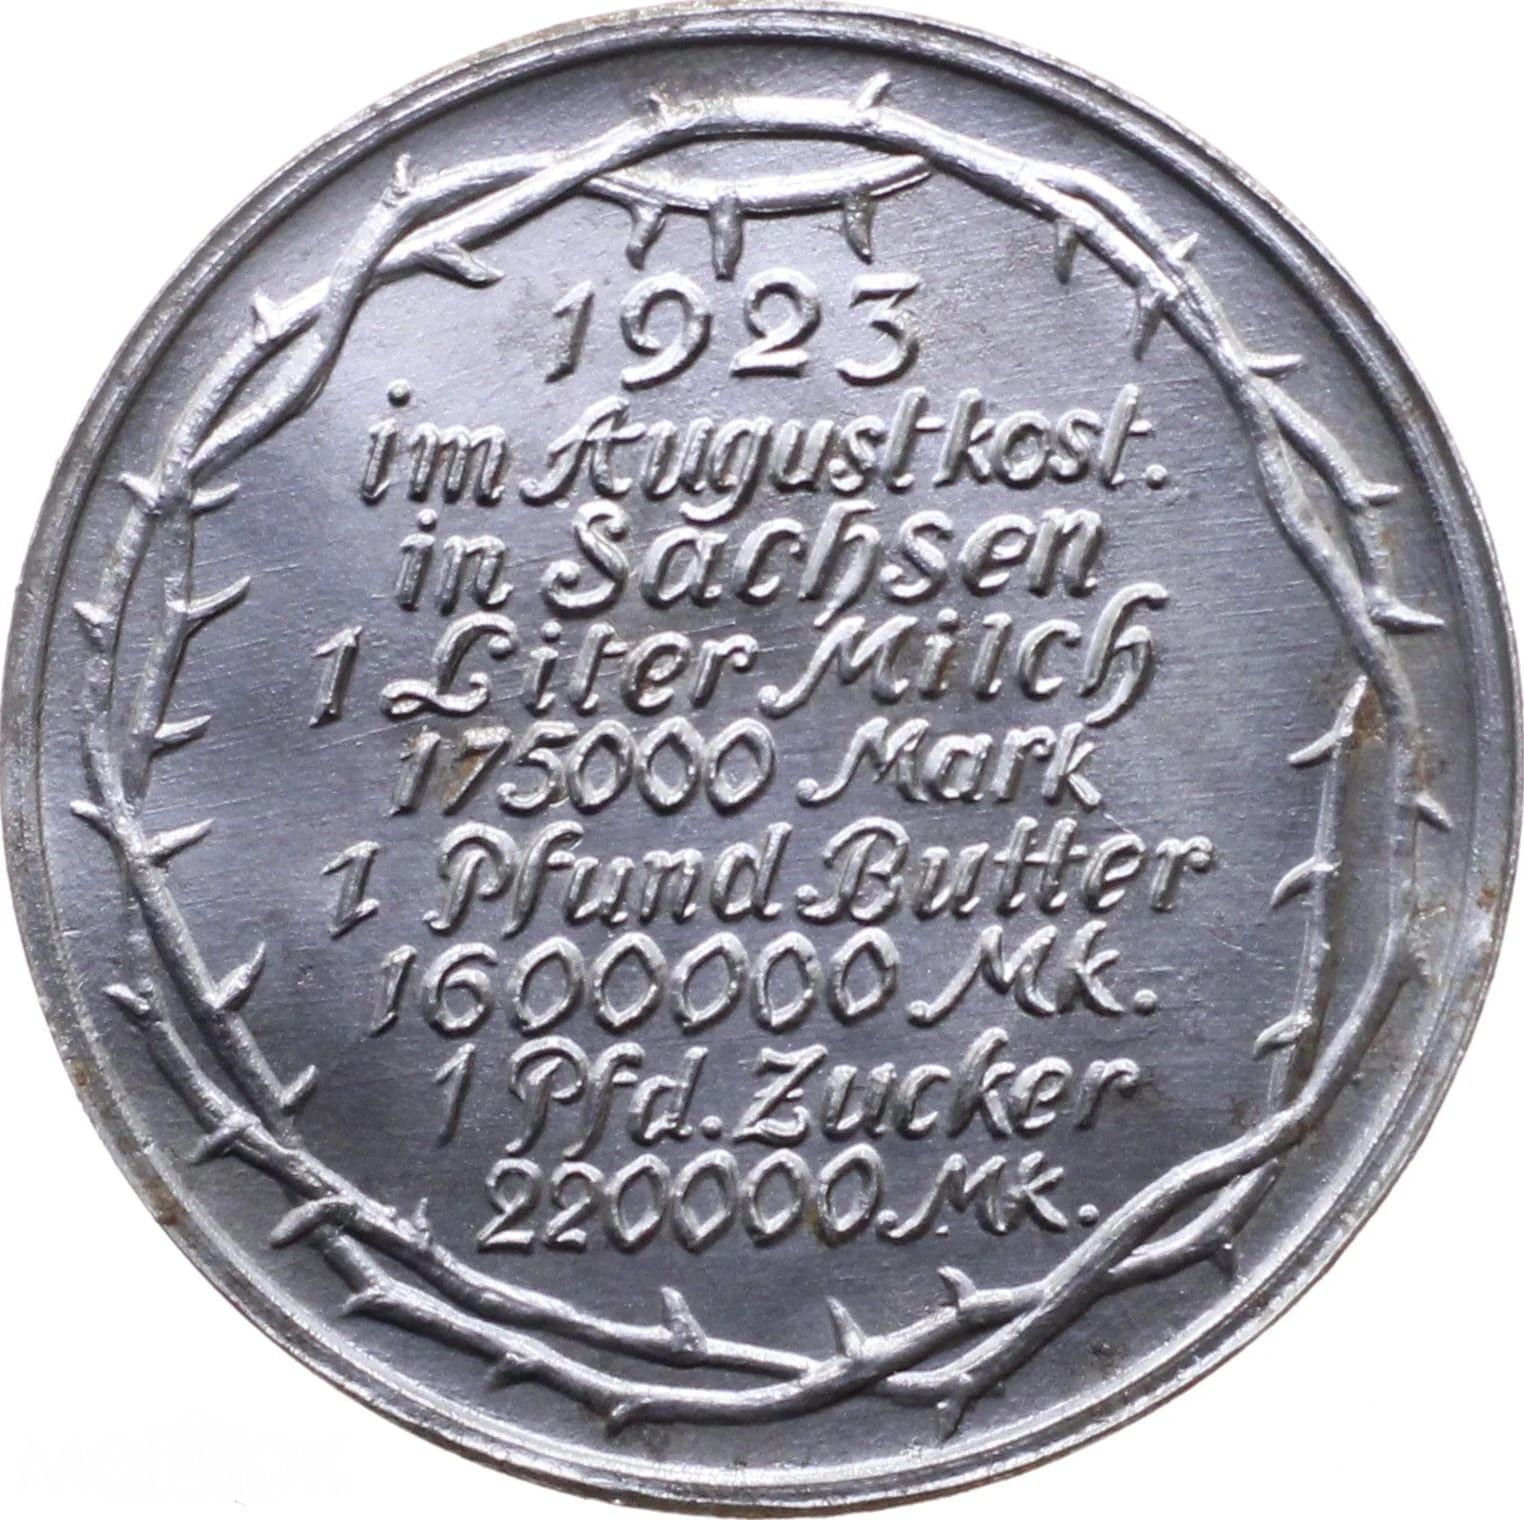 1923
im August kost.
in Sachsen
1 Liter Milch
175000 Mark
1 Pfund Butter
1600000 Mk.
1 Pfd. Zucker
220000 Mk.